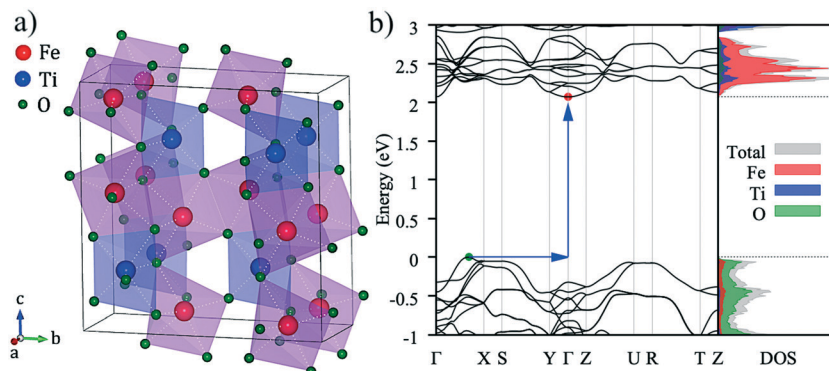 a)
Fe
Ti
O
c
a
b
b)
Energy (eV)
3
2.5
2
1.5
1
0.5
0
-0.5
-1
Γ X S Y Γ Z U R T Z
DOS
Total
Fe
Ti
O